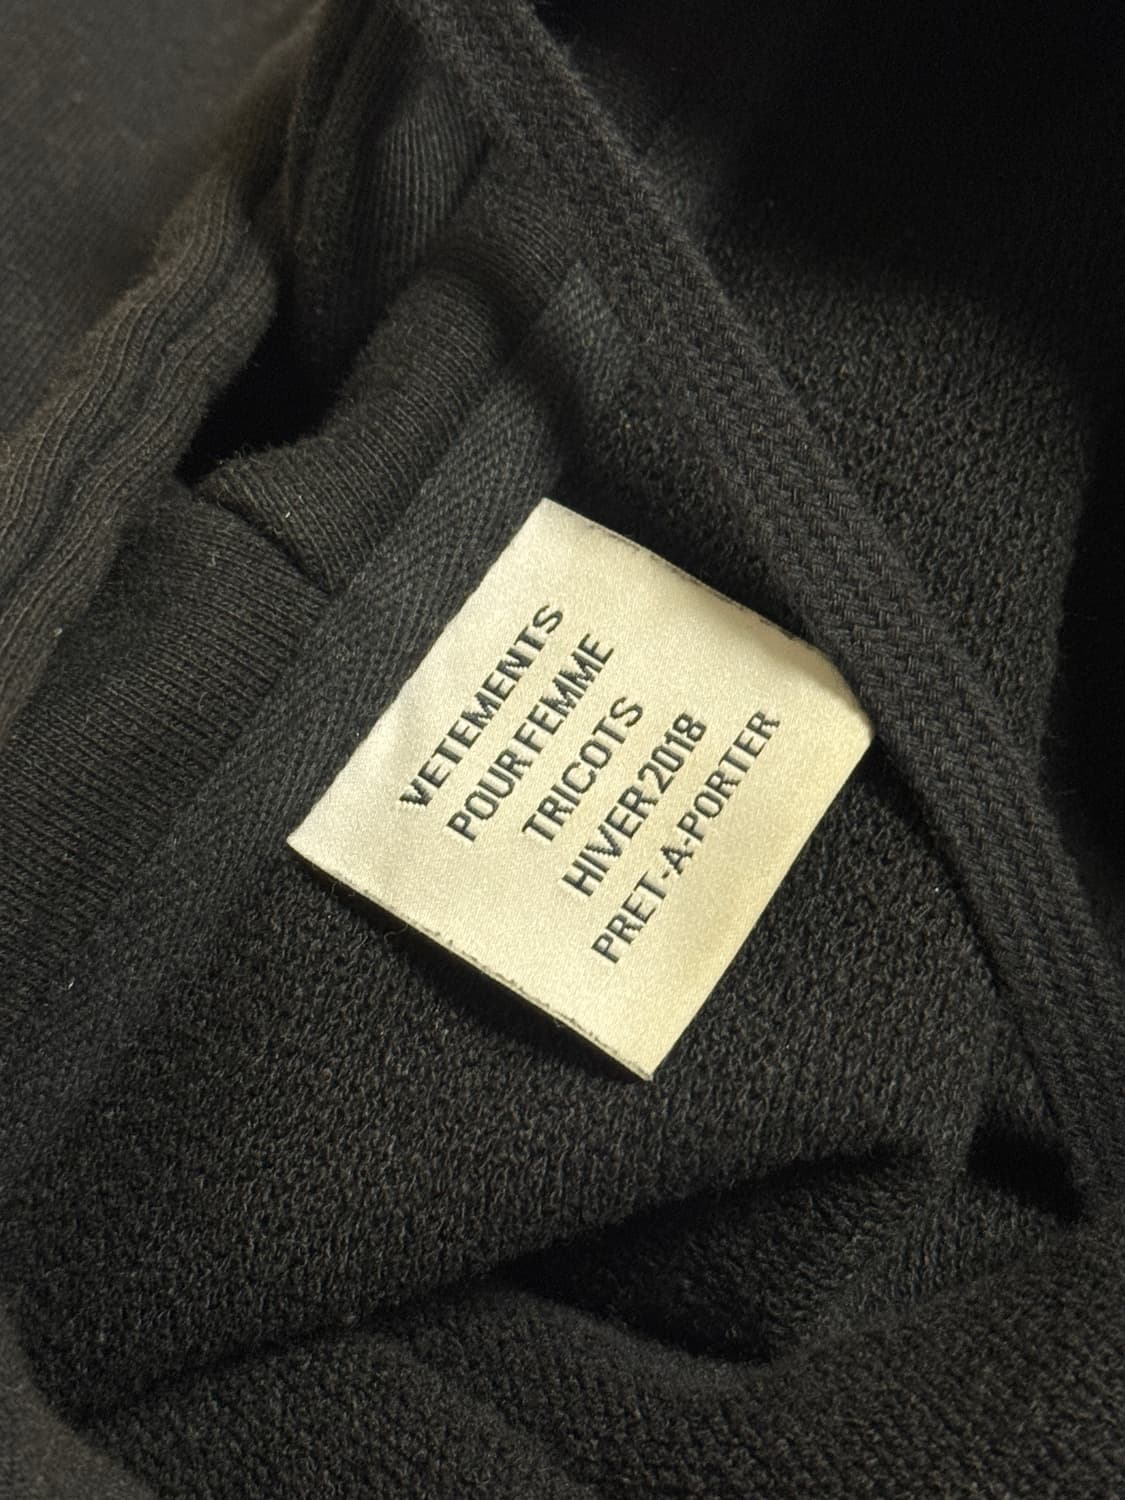 VETEMENTS
POUR FEMME
TRICOTS
HIVER 2018
PRET-A-PORTER